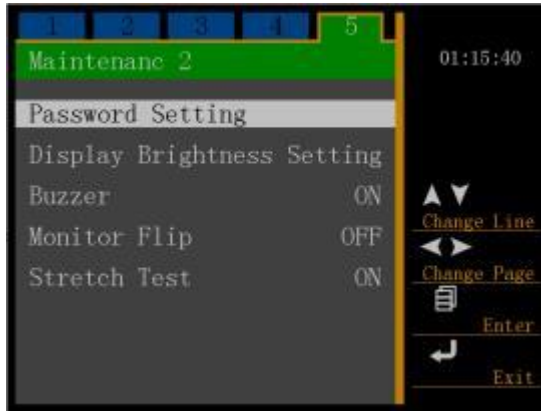 1 2 3 4 5
Maintenanc 2
01:15:40
Password Setting
Display Brightness Setting
Buzzer ON
Monitor Flip OFF
Stretch Test ON
Change Line
Change Page
Enter
Exit